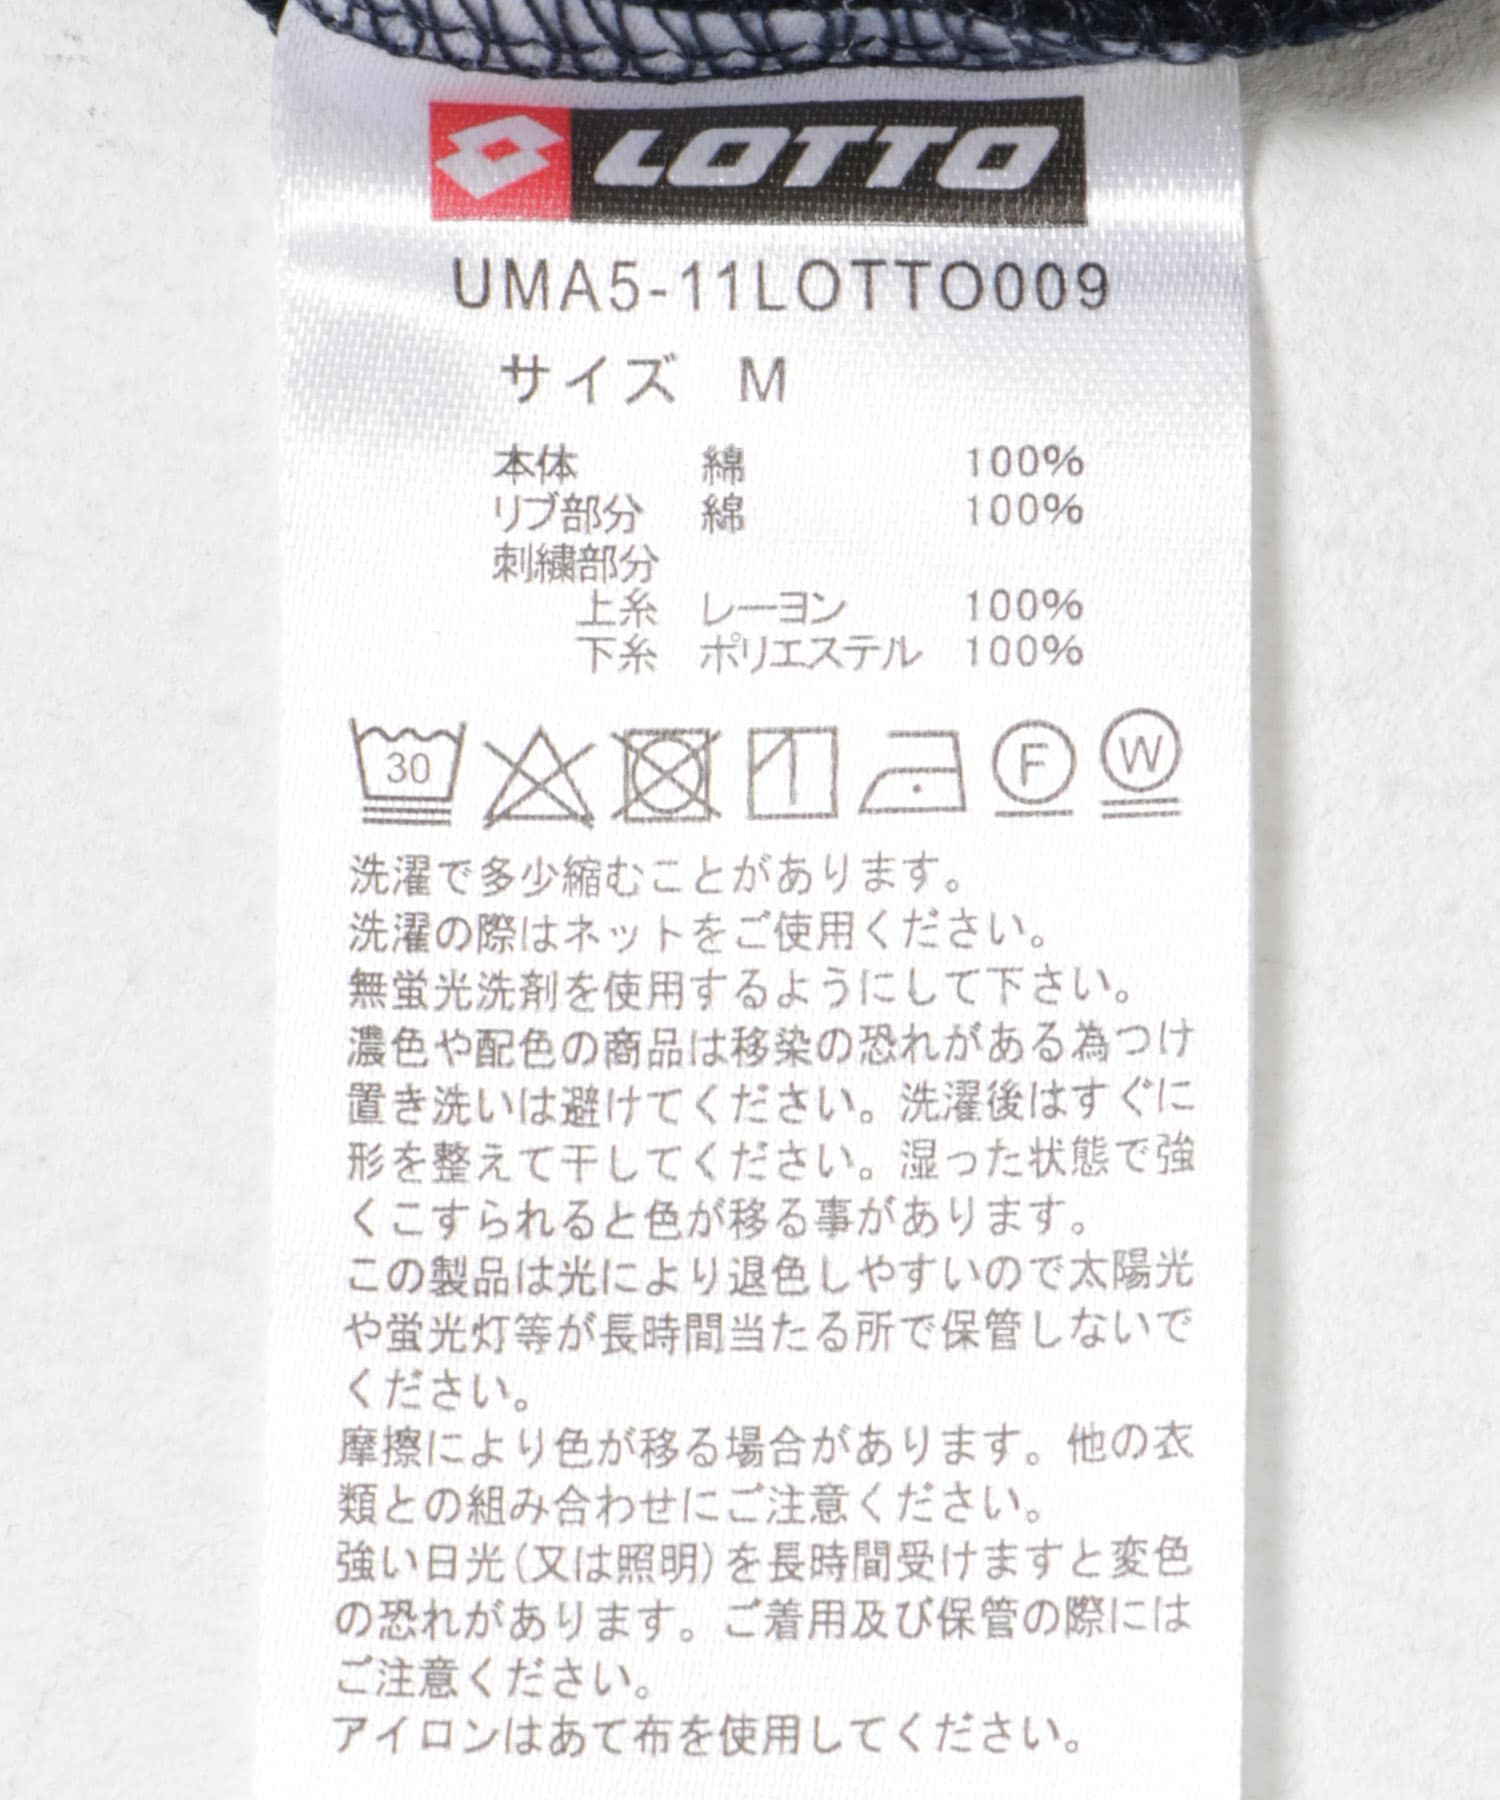 LOTTO
UMA5-11LOTTO009
サイズ M
本体 綿 100%
リブ部分 綿 100%
刺繍部分
上糸 レーヨン 100%
下糸 ポリエステル 100%
30 F W
洗濯で多少縮むことがあります。
洗濯の際はネットをご使用ください。
無蛍光洗剤を使用するようにして下さい。
濃色や配色の商品は移染の恐れがある為つけ
置き洗いは避けてください。洗濯後はすぐに
形を整えて干してください。湿った状態で強
くこすられると色が移る事があります。
この製品は光により退色しやすいので太陽光
や蛍光灯等が長時間当たる所で保管しないで
ください。
摩擦により色が移る場合があります。他の衣
類との組み合わせにご注意ください。
強い日光(又は照明)を長時間受けますと変色
の恐れがあります。ご着用及び保管の際には
ご注意ください。
アイロンはあて布を使用してください。